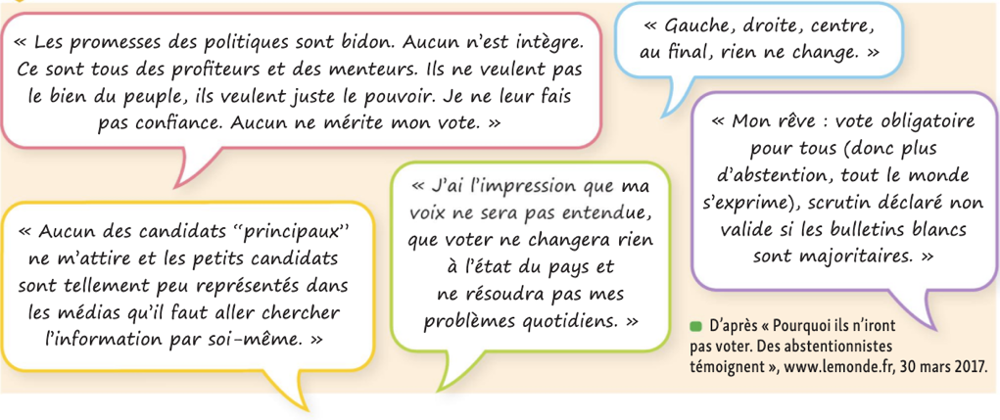 « Les promesses des politiques sont bidon. Aucun n'est intègre.
Ce sont tous des profiteurs et des menteurs. Ils ne veulent pas
le bien du peuple, ils veulent juste le pouvoir. Je ne leur fais
pas confiance. Aucun ne mérite mon vote. »
« Gauche, droite, centre,
au final, rien ne change. »
« Mon rêve : vote obligatoire
pour tous (donc plus
d'abstention, tout le monde
s'exprime), scrutin déclaré non
valide si les bulletins blancs
sont majoritaires. »
« Aucun des candidats "principaux"
ne m'attire et les petits candidats
sont tellement peu représentés dans
les médias qu'il faut aller chercher
l'information par soi-même. »
« J'ai l'impression que ma
voix ne sera pas entendue,
que voter ne changera rien
à l'état du pays et
ne résoudra pas mes
problèmes quotidiens. »
D'après « Pourquoi ils n'iront
pas voter. Des abstentionnistes
témoignent », www.lemonde.fr, 30 mars 2017.